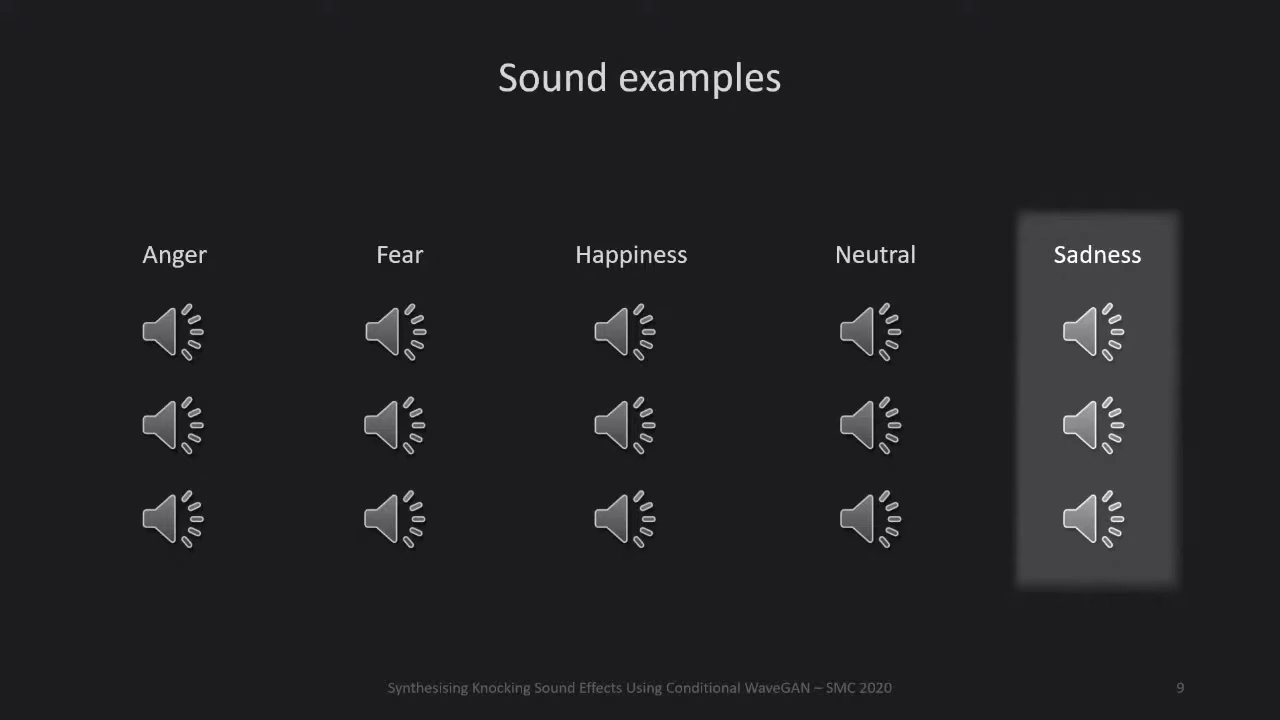 Sound examples
Anger Fear Happiness Neutral Sadness
Synthesising Knocking Sound Effects Using Conditional WaveGAN – SMC 2020 9